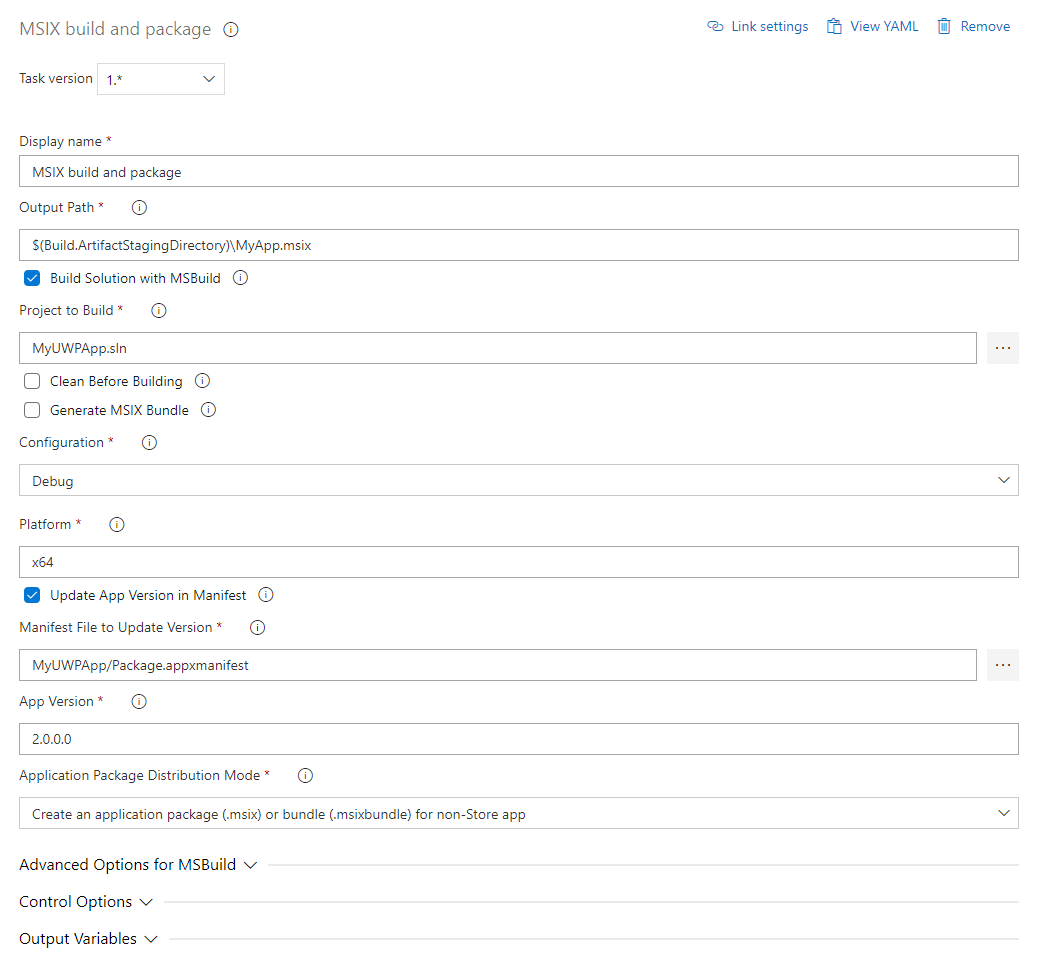 MSIX build and package
Link settings View YAML Remove
Task version 1.*
Display name *
MSIX build and package
Output Path *
$(Build.ArtifactStagingDirectory)\MyApp.msix
Build Solution with MSBuild
Project to Build *
MyUWPApp.sln
Clean Before Building
Generate MSIX Bundle
Configuration *
Debug
Platform *
x64
Update App Version in Manifest
Manifest File to Update Version *
MyUWPApp/Package.appxmanifest
App Version *
2.0.0.0
Application Package Distribution Mode *
Create an application package (.msix) or bundle (.msixbundle) for non-Store app
Advanced Options for MSBuild
Control Options
Output Variables